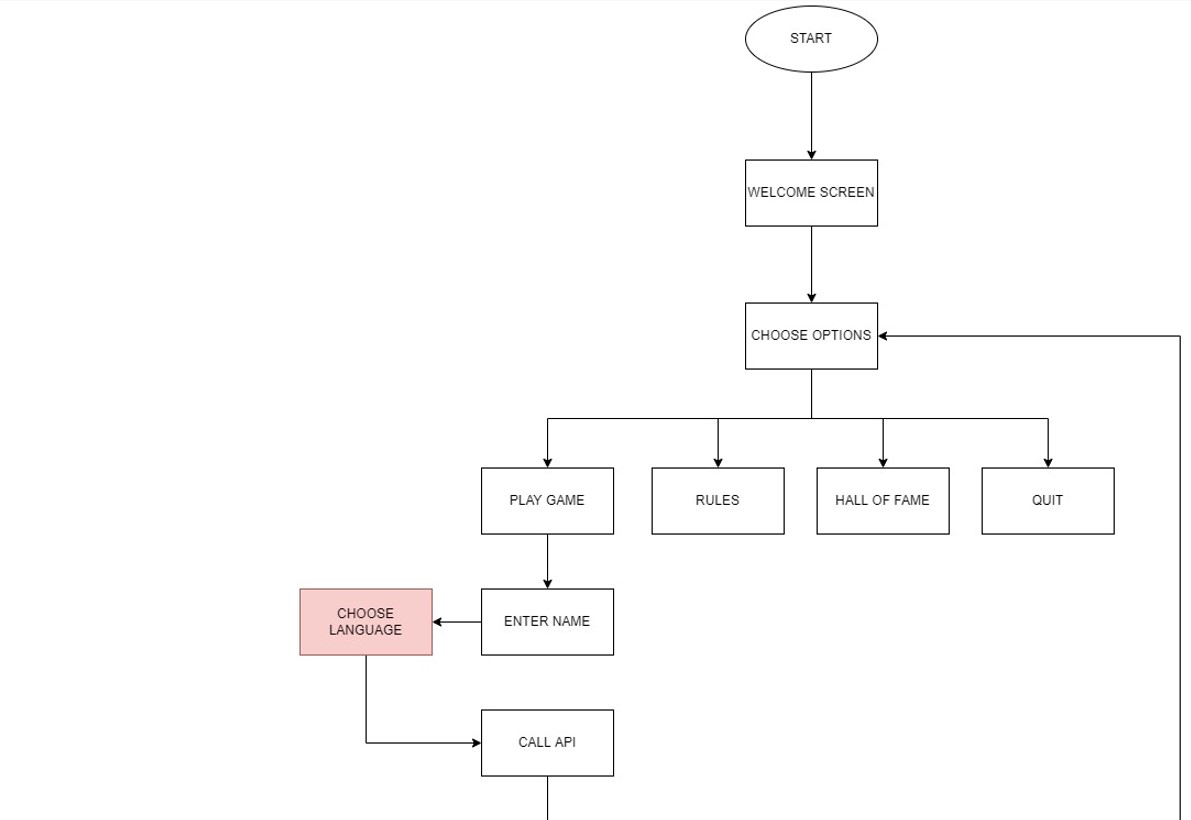 START
WELCOME SCREEN
CHOOSE OPTIONS
PLAY GAME
RULES
HALL OF FAME
QUIT
CHOOSE
LANGUAGE
ENTER NAME
CALL API